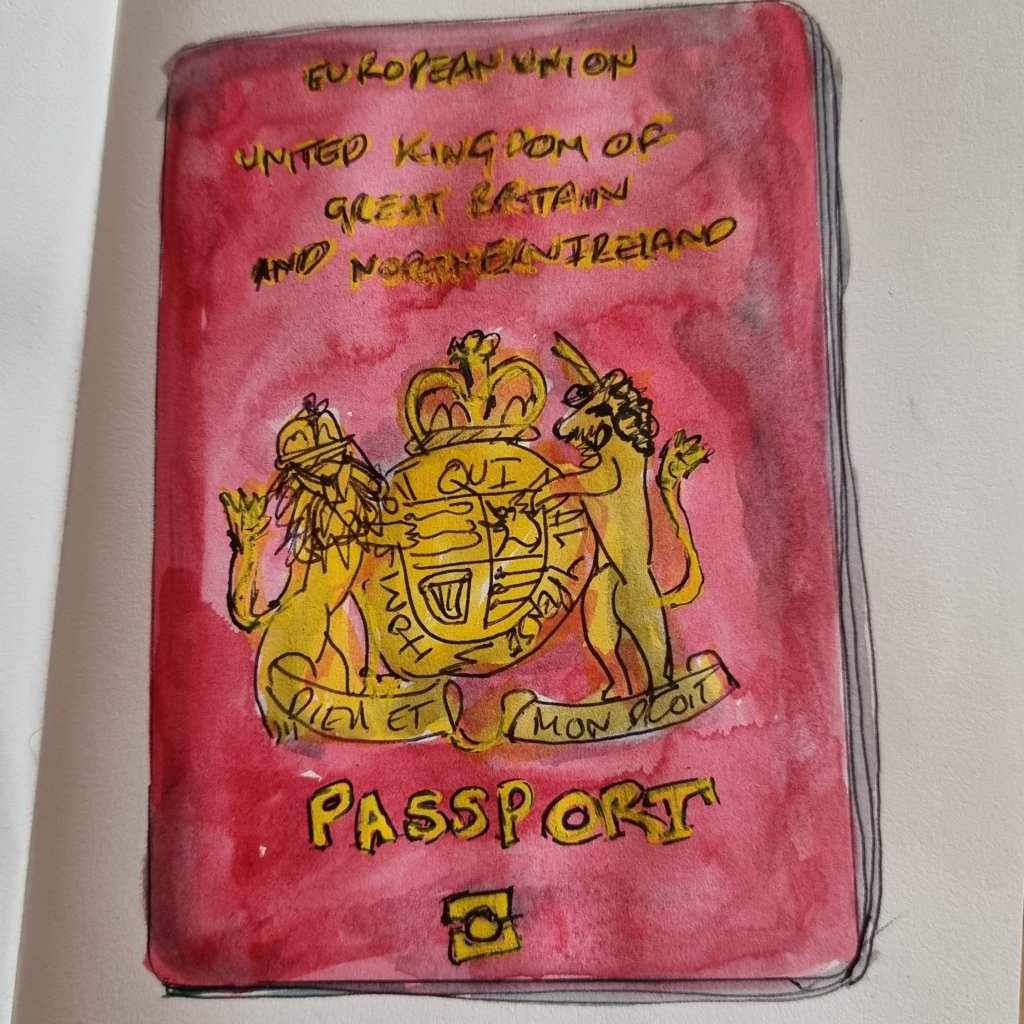 EUROPEAN UNION
UNITED KINGDOM OF
GREAT BRITAIN
AND NORTHERN IRELAND
QUI
DIEU ET
MON DROIT
PASSPORT